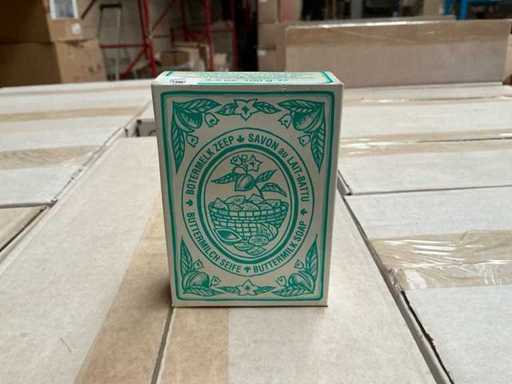 BOTERMELK ZEEP
SAVON au LAIT-BATTU
BUTTERMILCH SEIFE
BUTTERMILK SOAP